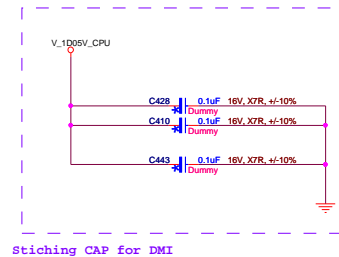 V_1D05V_CPU
C428 0.1uF 16V, X7R, +/-10%
Dummy
C410 0.1uF 16V, X7R, +/-10%
Dummy
C443 0.1uF 16V, X7R, +/-10%
Dummy
Stiching CAP for DMI